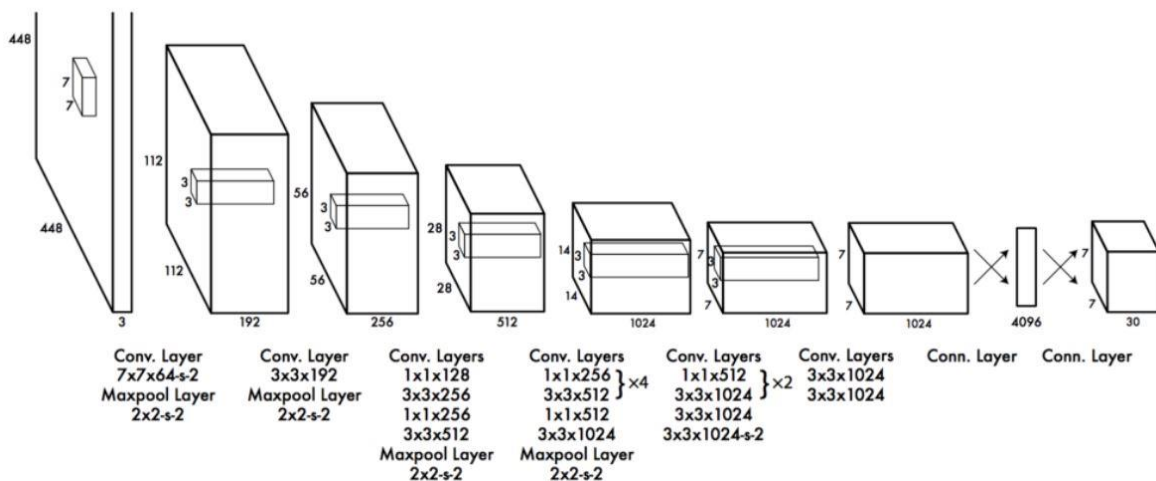 448
7
7
448
3
112
3
3
112
192
56
3
3
56
256
28
3
3
28
512
14
3
3
14
1024
7
3
3
7
1024
7
7
1024
4096
7
7
30
Conv. Layer
7x7x64-s-2
Maxpool Layer
2x2-s-2
Conv. Layer
3x3x192
Maxpool Layer
2x2-s-2
Conv. Layers
1x1x128
3x3x256
1x1x256
3x3x512
Maxpool Layer
2x2-s-2
Conv. Layers
1x1x256
3x3x512
}×4
1x1x512
3x3x1024
Maxpool Layer
2x2-s-2
Conv. Layers
1x1x512
3x3x1024
}×2
3x3x1024
3x3x1024-s-2
Conv. Layers
3x3x1024
3x3x1024
Conn. Layer
Conn. Layer